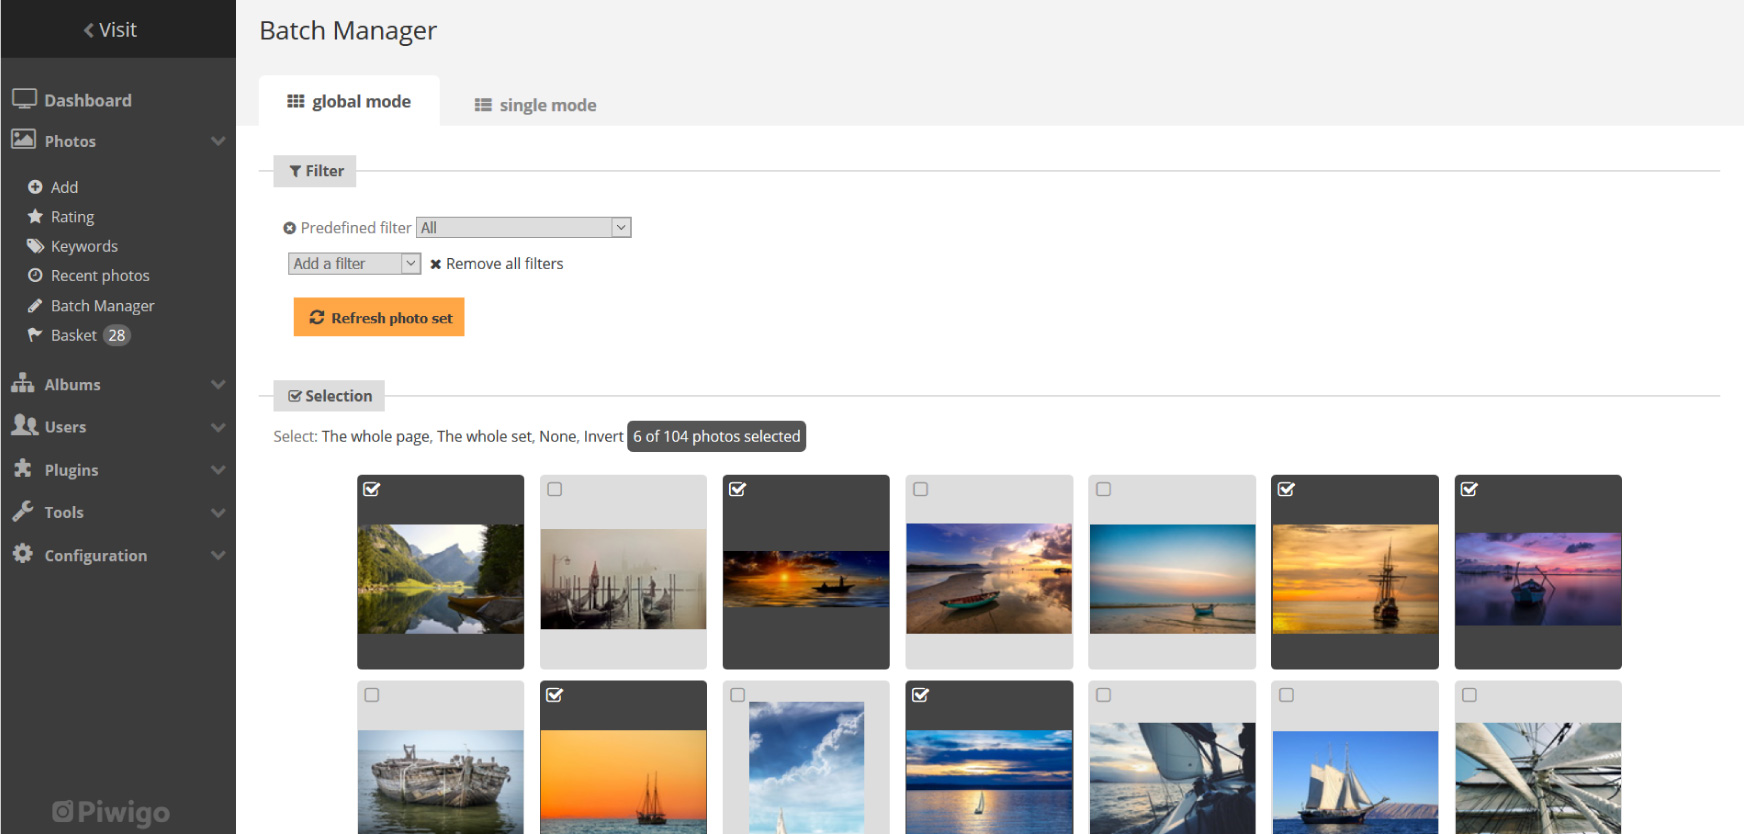 Visit
Dashboard
Photos
Add
Rating
Keywords
Recent photos
Batch Manager
Basket 28
Albums
Users
Plugins
Tools
Configuration
Piwigo
Batch Manager
global mode
single mode
Filter
Predefined filter All
Add a filter Remove all filters
Refresh photo set
Selection
Select: The whole page, The whole set, None, Invert 6 of 104 photos selected